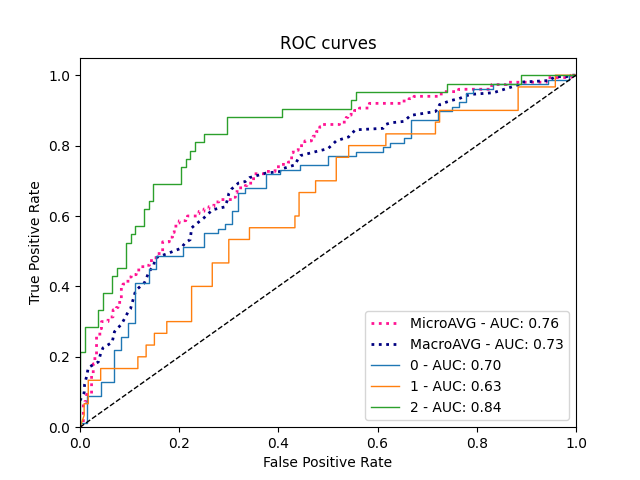 ROC curves
True Positive Rate
1.0
0.8
0.6
0.4
0.2
0.0
MicroAVG - AUC: 0.76
MacroAVG - AUC: 0.73
0 - AUC: 0.70
1 - AUC: 0.63
2 - AUC: 0.84
0.0 0.2 0.4 0.6 0.8 1.0
False Positive Rate